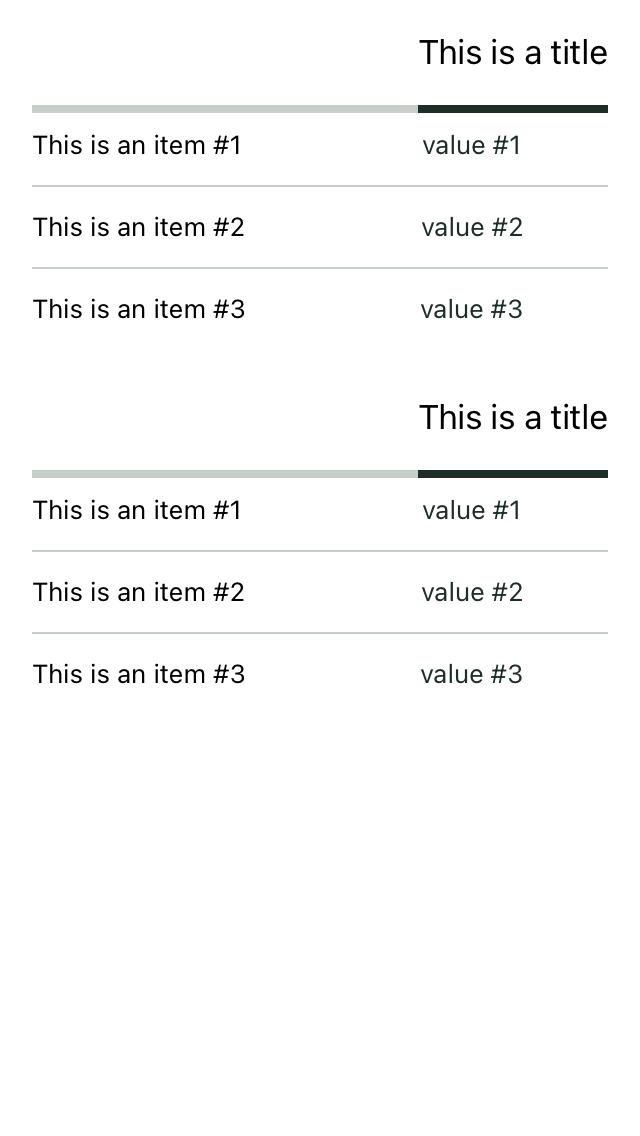 This is a title
This is an item #1 value #1
This is an item #2 value #2
This is an item #3 value #3
This is a title
This is an item #1 value #1
This is an item #2 value #2
This is an item #3 value #3